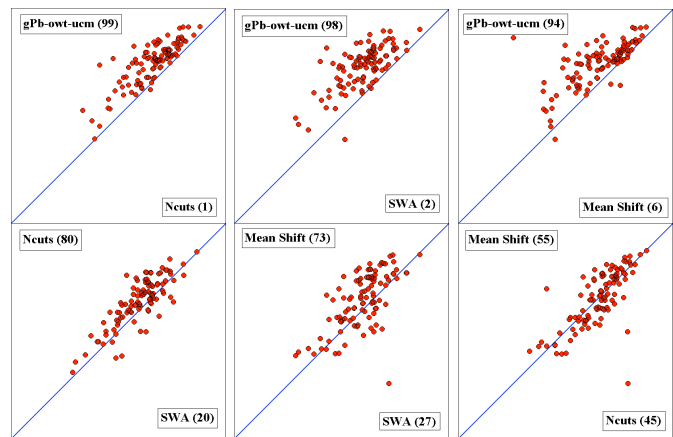 gPb-owt-ucm (99)
Ncuts (1)
gPb-owt-ucm (98)
SWA (2)
gPb-owt-ucm (94)
Mean Shift (6)
Ncuts (80)
SWA (20)
Mean Shift (73)
SWA (27)
Mean Shift (55)
Ncuts (45)